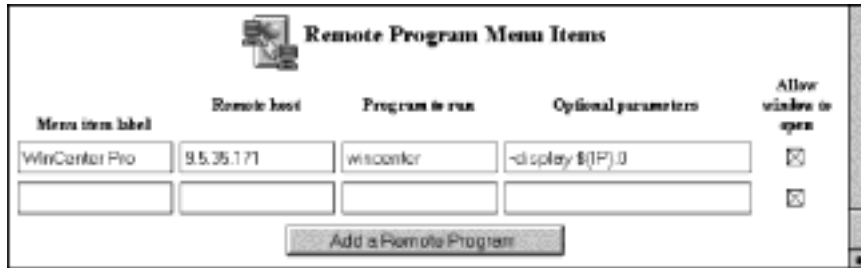 Remote Program Menu Items
Menu item label Remote host Program to run Optional parameters Allow window to open
WinCenter Pro 9.5.35.171 wincenter -display $(IP):0
Add a Remote Program